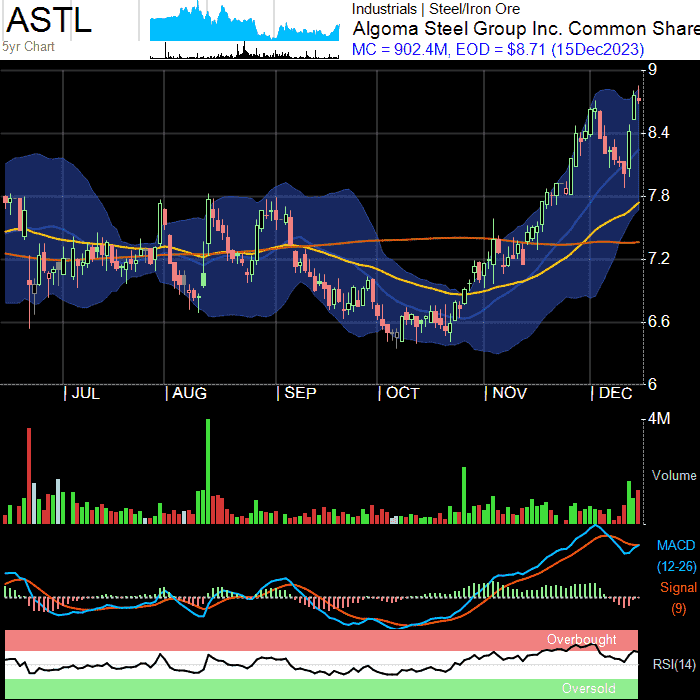 ASTL
5yr Chart
Industrials | Steel/Iron Ore
Algoma Steel Group Inc. Common Share
MC = 902.4M, EOD = $8.71 (15Dec2023)
9
8.4
7.8
7.2
6.6
6
| JUL | AUG | SEP | OCT | NOV | DEC
4M
Volume
MACD
(12-26)
Signal
(9)
Overbought
RSI(14)
Oversold